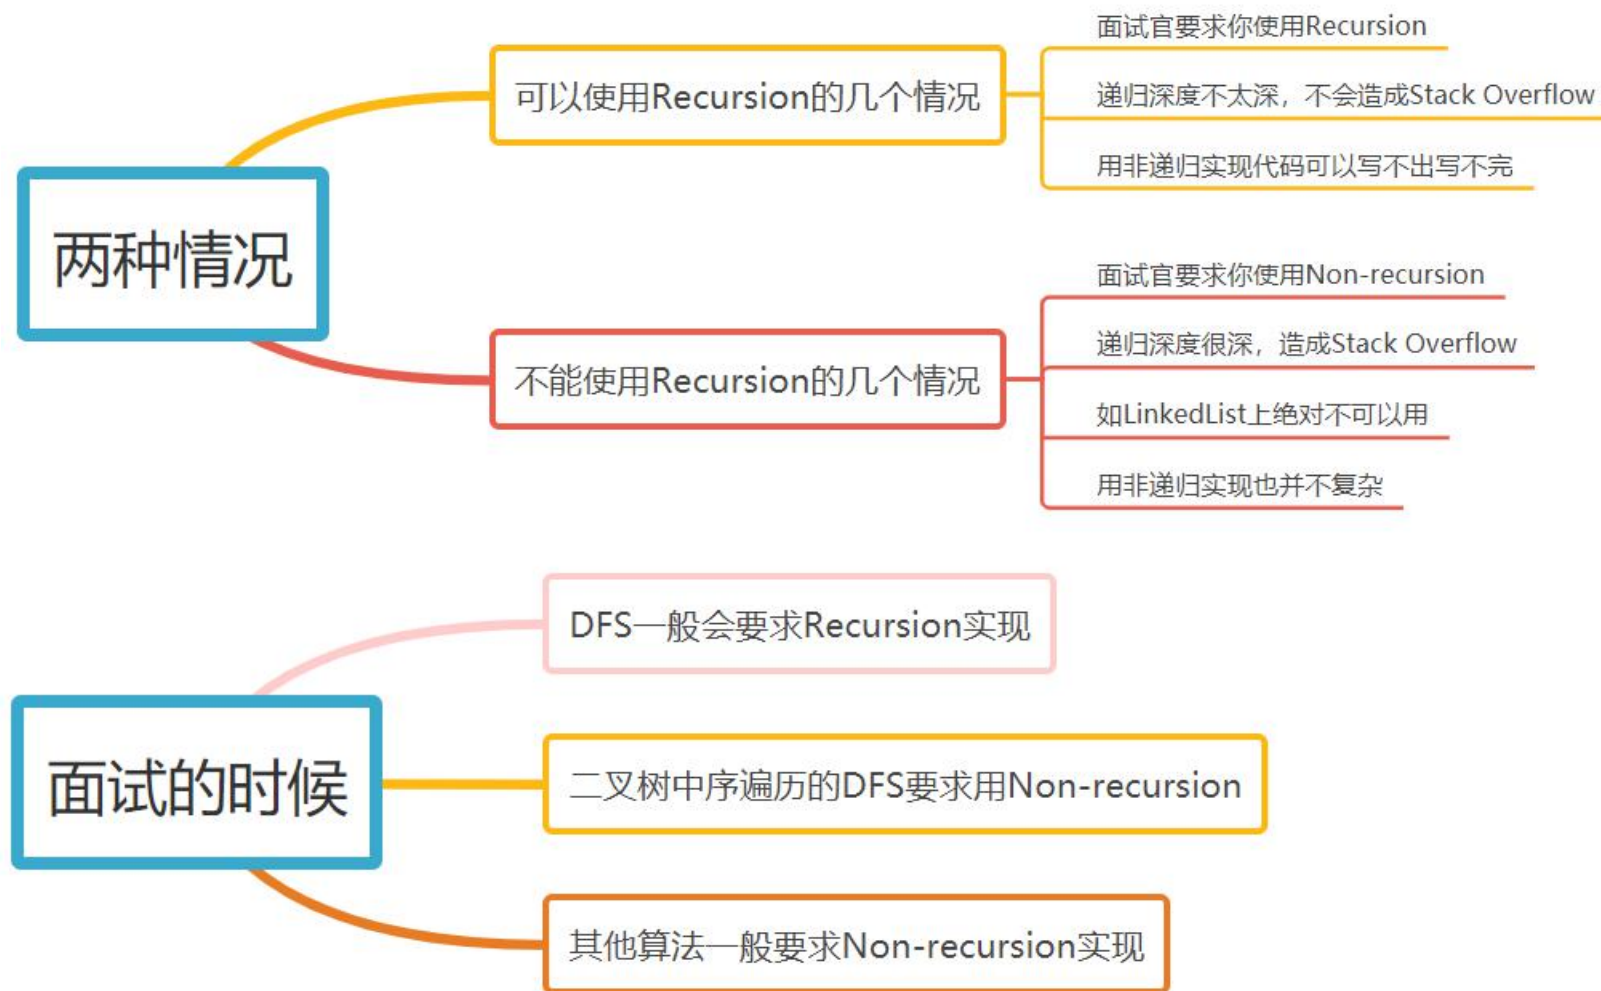 两种情况
可以使用Recursion的几个情况
面试官要求你使用Recursion
递归深度不太深，不会造成Stack Overflow
用非递归实现代码可以写不出写不完
不能使用Recursion的几个情况
面试官要求你使用Non-recursion
递归深度很深，造成Stack Overflow
如LinkedList上绝对不可以用
用非递归实现也并不复杂
面试的时候
DFS一般会要求Recursion实现
二叉树中序遍历的DFS要求用Non-recursion
其他算法一般要求Non-recursion实现